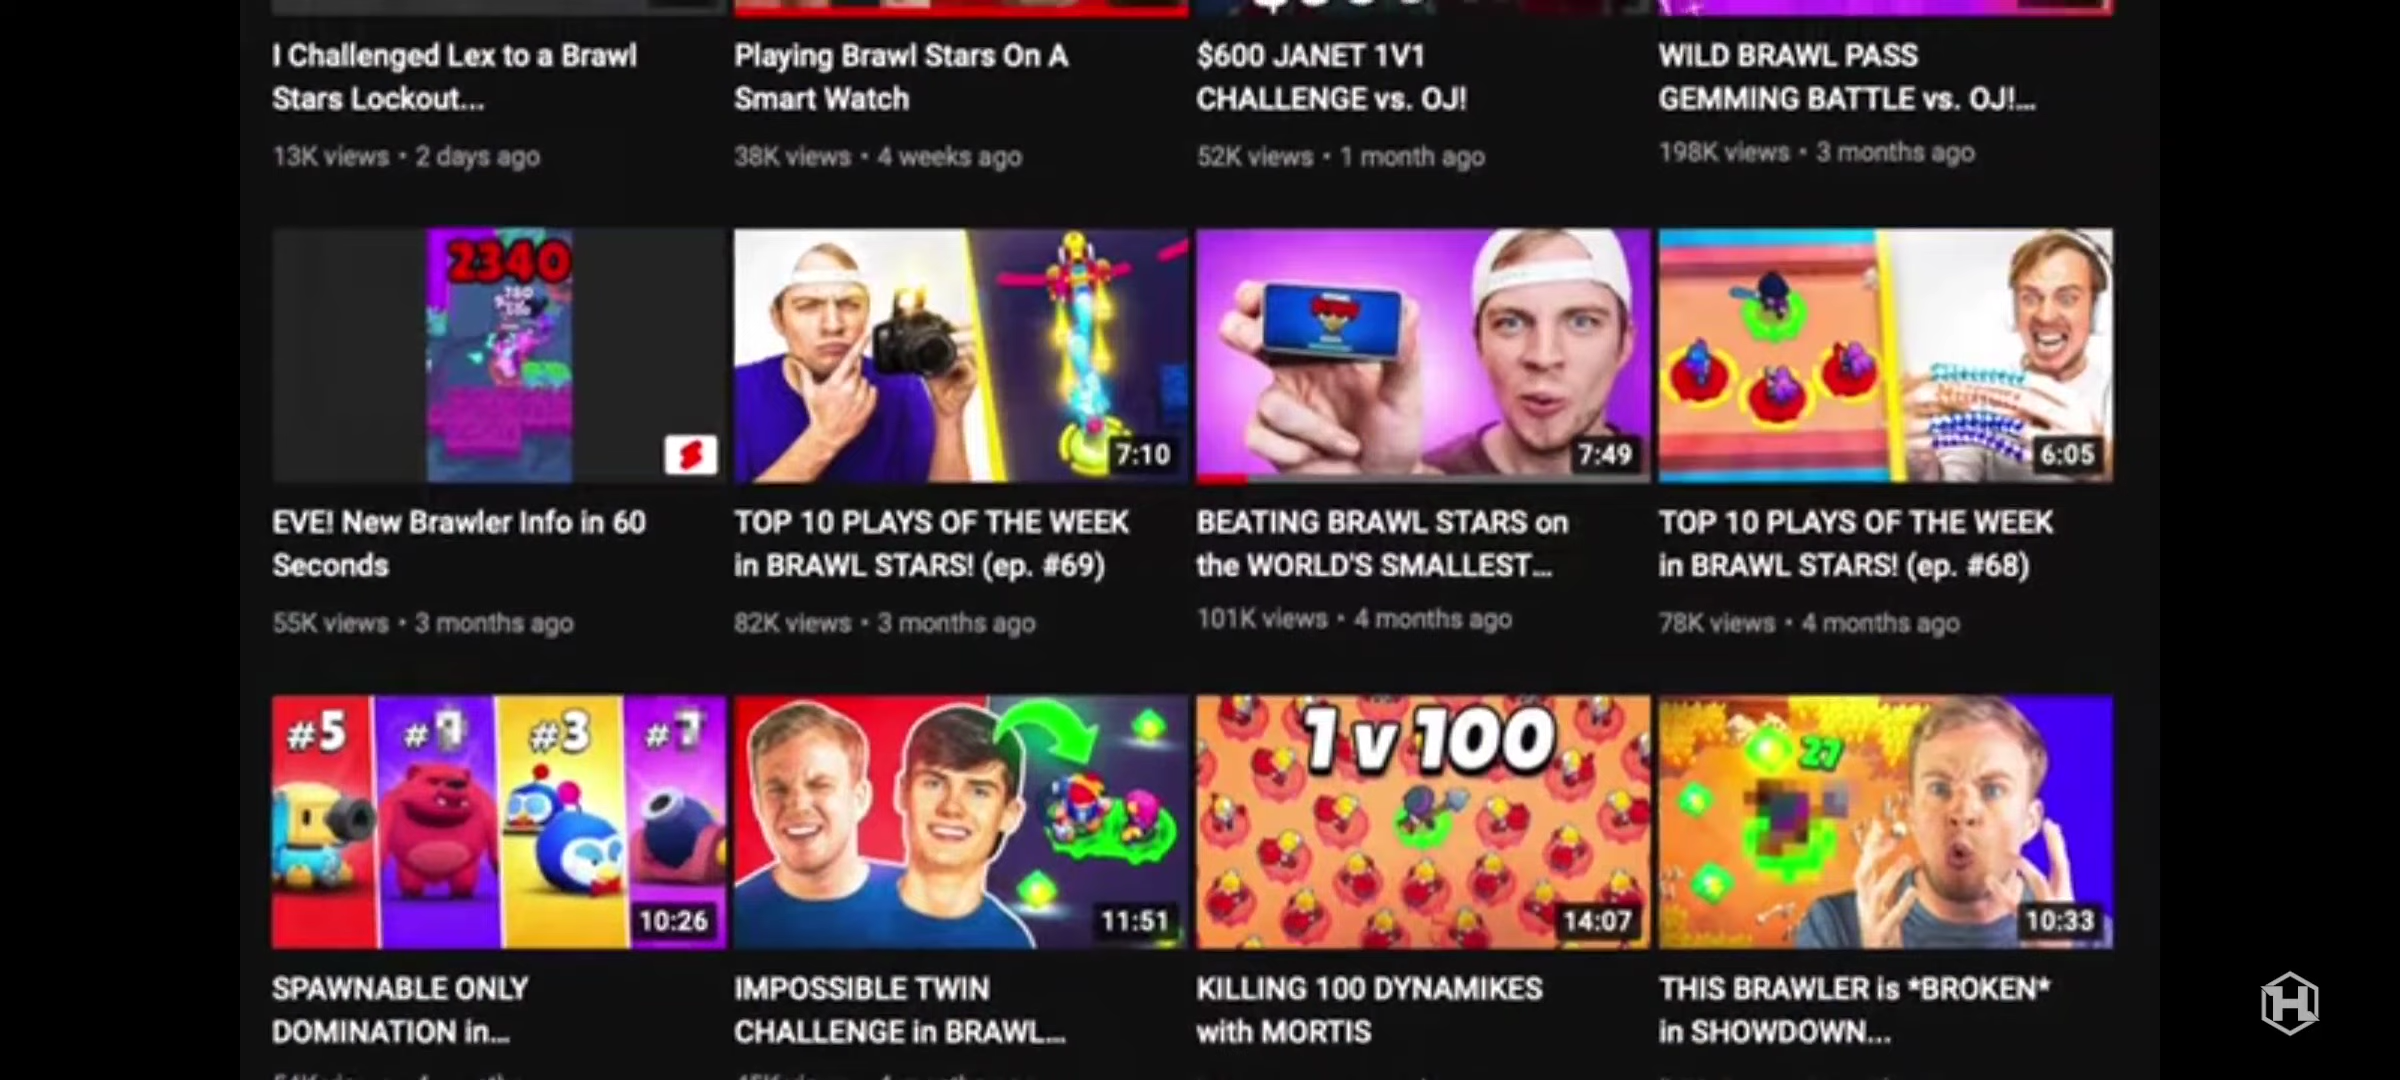 I Challenged Lex to a Brawl
Stars Lockout...
13K views • 2 days ago
Playing Brawl Stars On A
Smart Watch
38K views • 4 weeks ago
$600 JANET 1V1
CHALLENGE vs. OJ!
52K views • 1 month ago
WILD BRAWL PASS
GEMMING BATTLE vs. OJ!...
198K views • 3 months ago
2340
EVE! New Brawler Info in 60
Seconds
55K views • 3 months ago
7:10
TOP 10 PLAYS OF THE WEEK
in BRAWL STARS! (ep. #69)
82K views • 3 months ago
7:49
BEATING BRAWL STARS on
the WORLD'S SMALLEST...
101K views • 4 months ago
6:05
TOP 10 PLAYS OF THE WEEK
in BRAWL STARS! (ep. #68)
78K views • 4 months ago
#5
#3
10:26
SPAWNABLE ONLY
DOMINATION in...
11:51
IMPOSSIBLE TWIN
CHALLENGE in BRAWL...
1 v 100
14:07
KILLING 100 DYNAMIKES
with MORTIS
27
10:33
THIS BRAWLER is *BROKEN*
in SHOWDOWN...
H